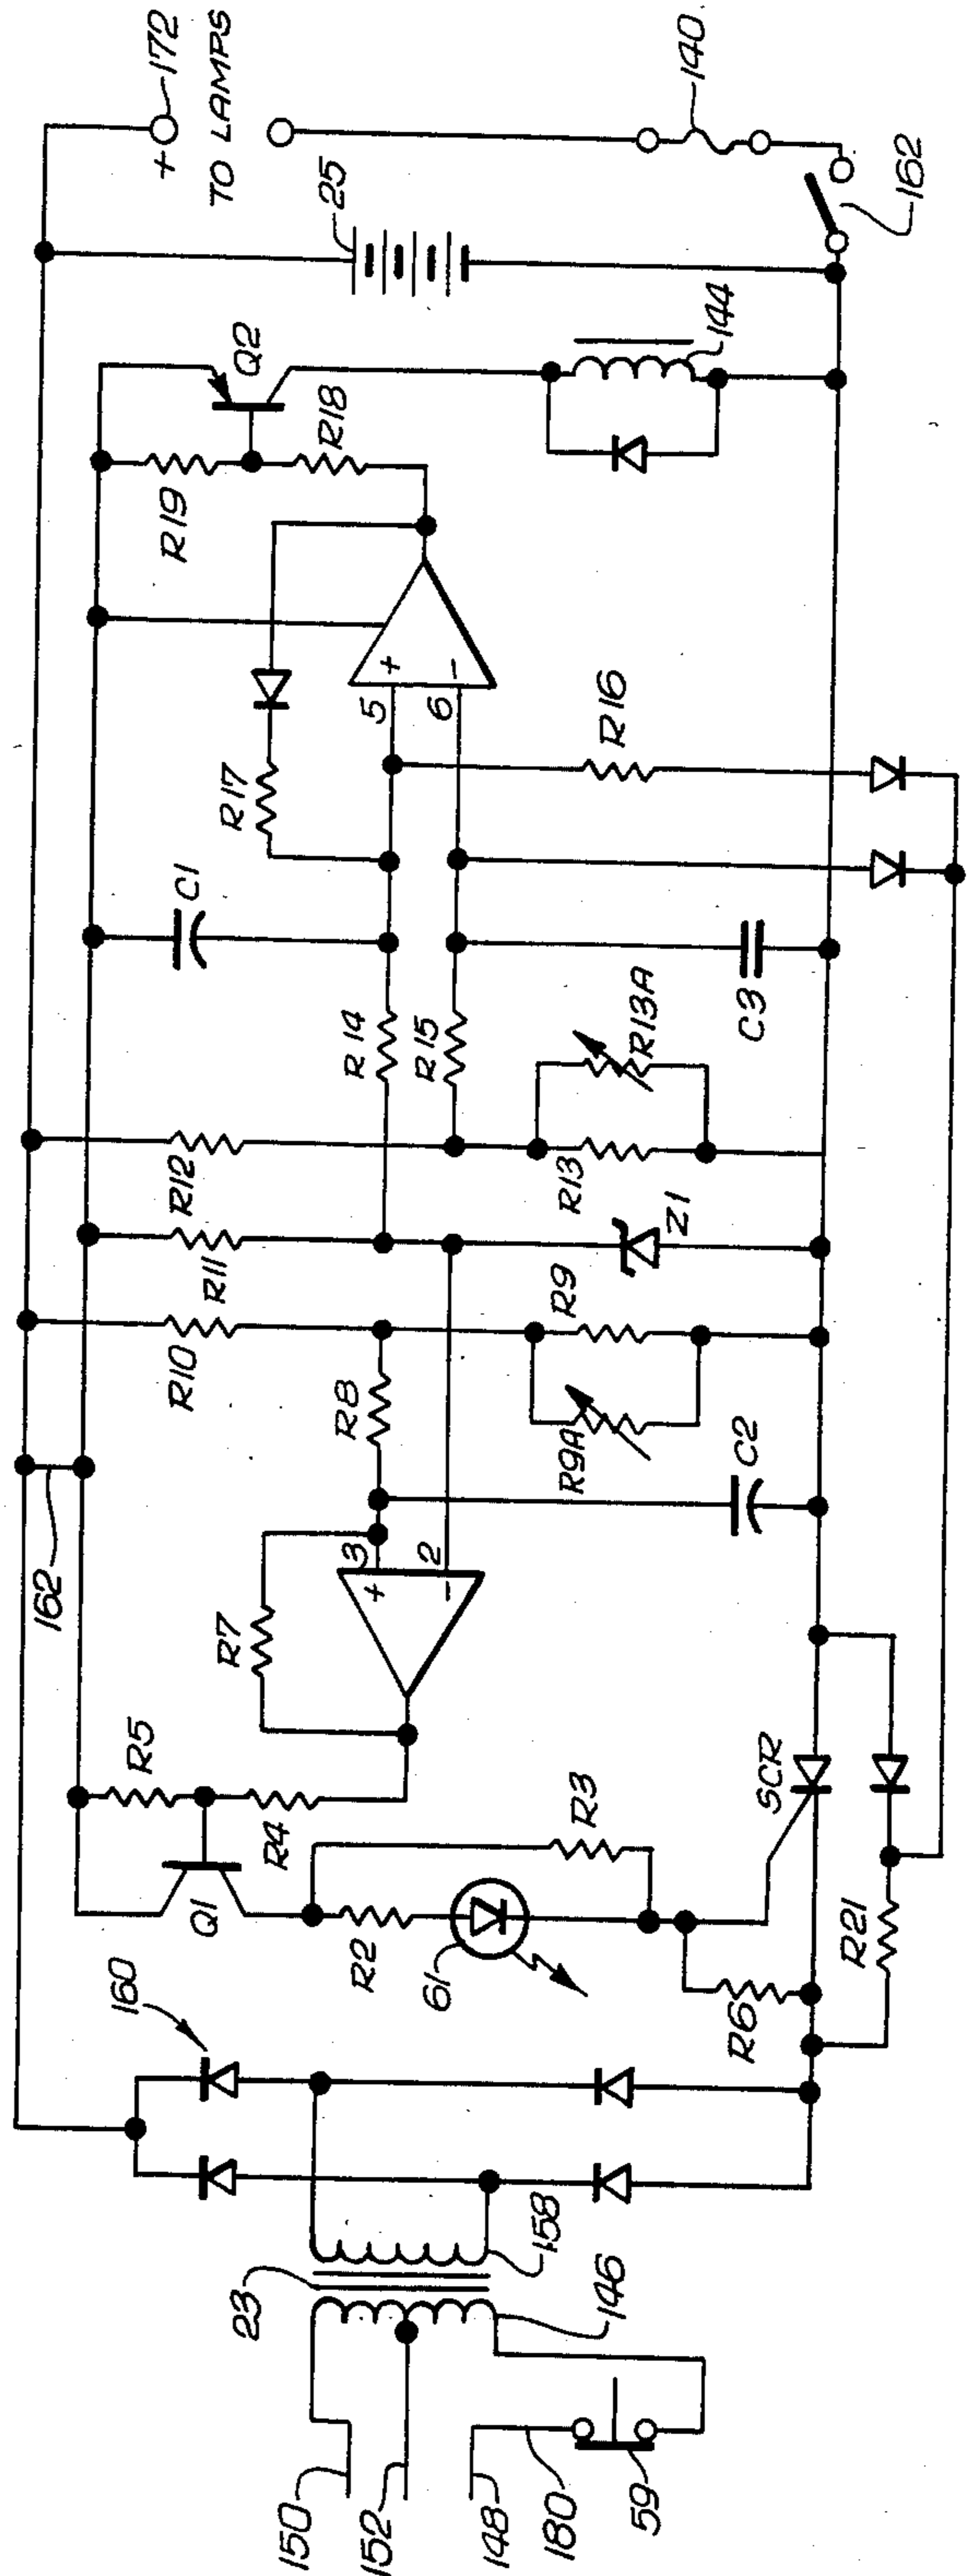 172
+
TO LAMPS
140
25
162
Q2
144
R19
R18
+
5
-
6
R16
R17
C1
R14
R15
R13A
C3
R12
R13
R11
Z1
R10
R9
R8
R9A
C2
162
3
+
2
-
R7
R5
R4
R3
SCR
Q1
R2
61
R21
R6
160
158
23
146
150
152
148
180
59